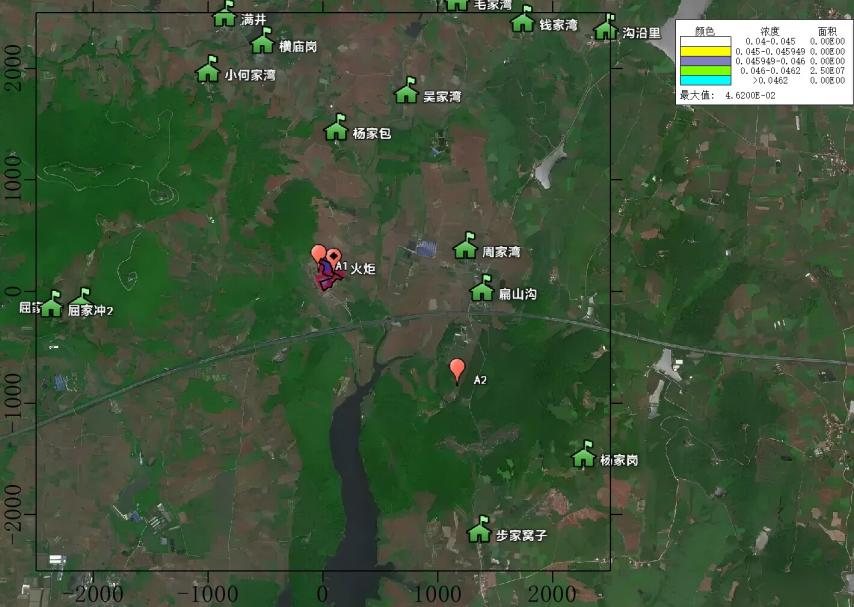 毛家湾
满井
钱家湾
沟沿里
横庙岗
小何家湾
吴家湾
杨家包
周家湾
A1 火炬
扁山沟
屈家
屈家冲2
A2
杨家岗
步家窝子
颜色 浓度 面积
0.04-0.045 0.00E00
0.045-0.045949 0.00E00
0.045949-0.046 0.00E00
0.046-0.0462 2.50E07
>0.0462 0.00E00
最大值: 4.6200E-02
2000
1000
0
-1000
-2000
-2000 -1000 0 1000 2000